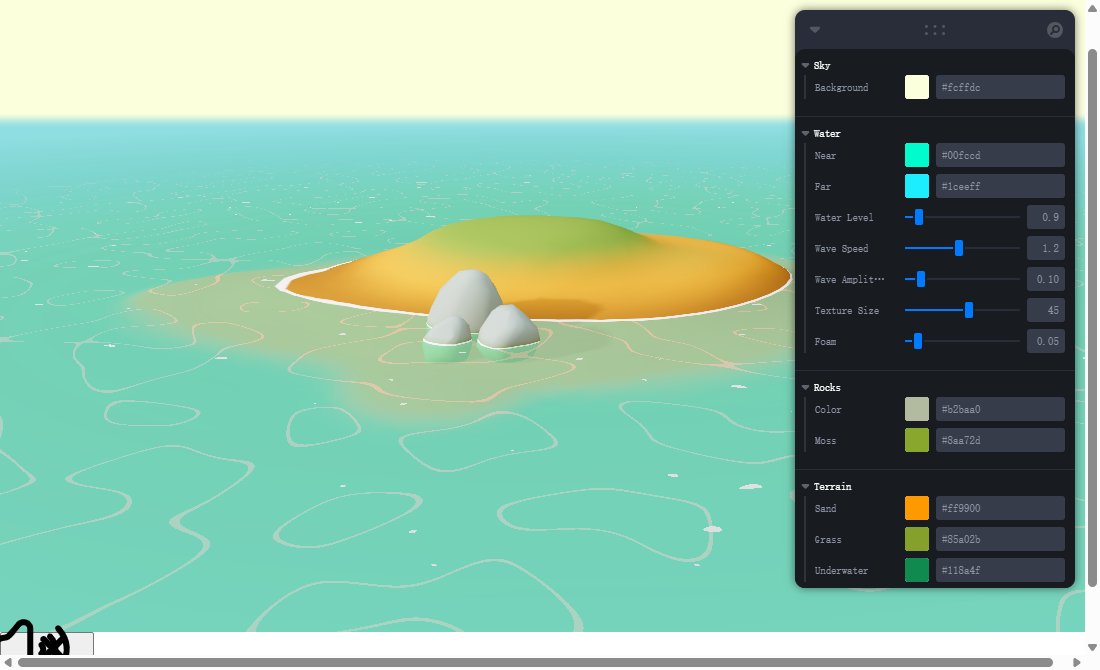 Sky
Background #fcffdc
Water
Near #00fccd
Far #1ceeff
Water Level 0.9
Wave Speed 1.2
Wave Amplit⋯ 0.10
Texture Size 45
Foam 0.05
Rocks
Color #b2baa0
Moss #8aa72d
Terrain
Sand #ff9900
Grass #85a02b
Underwater #118a4f